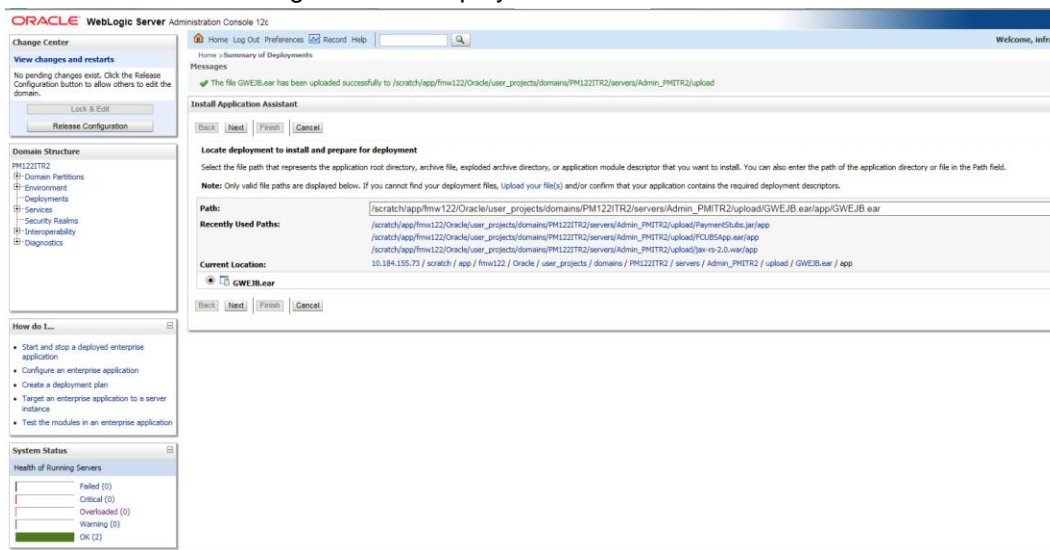 ORACLE WebLogic Server Administration Console 12c
Change Center
View changes and restarts
No pending changes exist. Click the Release
Configuration button to allow others to edit the
domain.
Lock & Edit
Release Configuration
Domain Structure
PM122ITR2
Domain Partitions
Environment
Deployments
Services
Security Realms
Interoperability
Diagnostics
How do I...
Start and stop a deployed enterprise
application
Configure an enterprise application
Create a deployment plan
Target an enterprise application to a server
instance
Test the modules in an enterprise application
System Status
Health of Running Servers
Failed (0)
Critical (0)
Overloaded (0)
Warning (0)
OK (2)
Home Log Out Preferences Record Help
Welcome, infra
Home >Summary of Deployments
Messages
The file GWEJB.ear has been uploaded successfully to /scratch/app/fmw122/Oracle/user_projects/domains/PM122ITR2/servers/Admin_PMITR2/upload
Install Application Assistant
Back Next Finish Cancel
Locate deployment to install and prepare for deployment
Select the file path that represents the application root directory, archive file, exploded archive directory, or application module descriptor that you want to install. You can also enter the path of the application directory or file in the Path field.
Note: Only valid file paths are displayed below. If you cannot find your deployment files, Upload your file(s) and/or confirm that your application contains the required deployment descriptors.
Path: /scratch/app/fmw122/Oracle/user_projects/domains/PM122ITR2/servers/Admin_PMITR2/upload/GWEJB.ear/app/GWEJB.ear
Recently Used Paths: /scratch/app/fmw122/Oracle/user_projects/domains/PM122ITR2/servers/Admin_PMITR2/upload/PaymentStubs.jar/app
/scratch/app/fmw122/Oracle/user_projects/domains/PM122ITR2/servers/Admin_PMITR2/upload/FCUBSApp.ear/app
/scratch/app/fmw122/Oracle/user_projects/domains/PM122ITR2/servers/Admin_PMITR2/upload/jax-rs-2.0.war/app
Current Location: 10.184.155.73 / scratch / app / fmw122 / Oracle / user_projects / domains / PM122ITR2 / servers / Admin_PMITR2 / upload / GWEJB.ear / app
GWEJB.ear
Back Next Finish Cancel